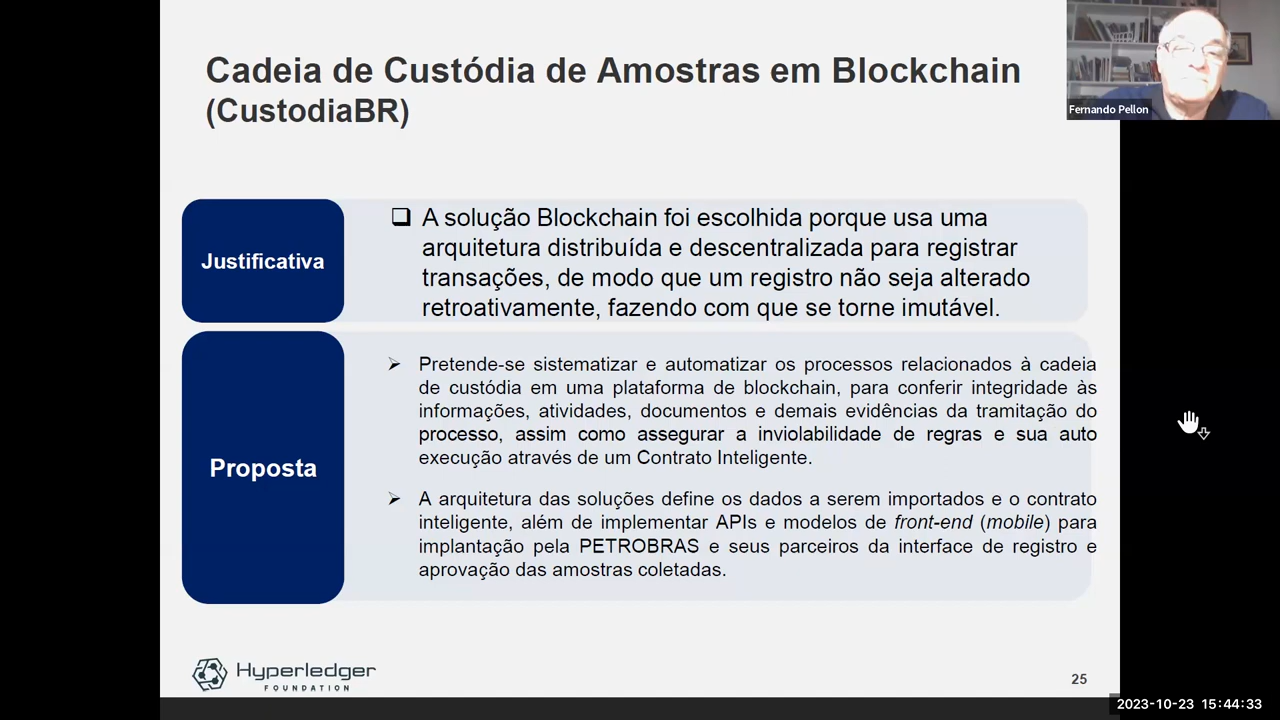 Cadeia de Custódia de Amostras em Blockchain
(CustodiaBR)
Fernando Pellon
Justificativa
❑ A solução Blockchain foi escolhida porque usa uma
arquitetura distribuída e descentralizada para registrar
transações, de modo que um registro não seja alterado
retroativamente, fazendo com que se torne imutável.
Proposta
➢ Pretende-se sistematizar e automatizar os processos relacionados à cadeia
de custódia em uma plataforma de blockchain, para conferir integridade às
informações, atividades, documentos e demais evidências da tramitação do
processo, assim como assegurar a inviolabilidade de regras e sua auto
execução através de um Contrato Inteligente.
➢ A arquitetura das soluções define os dados a serem importados e o contrato
inteligente, além de implementar APIs e modelos de front-end (mobile) para
implantação pela PETROBRAS e seus parceiros da interface de registro e
aprovação das amostras coletadas.
Hyperledger
FOUNDATION
25
2023-10-23 15:44:33